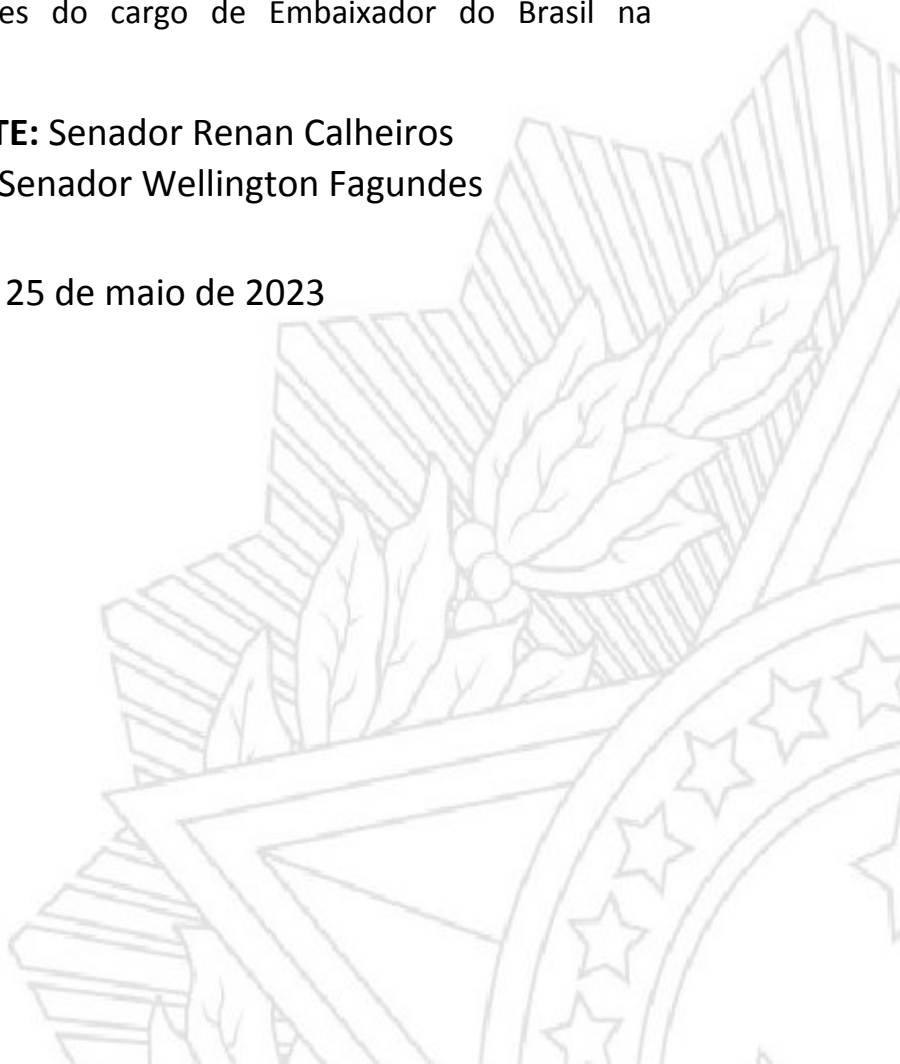 es do cargo de Embaixador do Brasil na
TE: Senador Renan Calheiros
Senador Wellington Fagundes
25 de maio de 2023